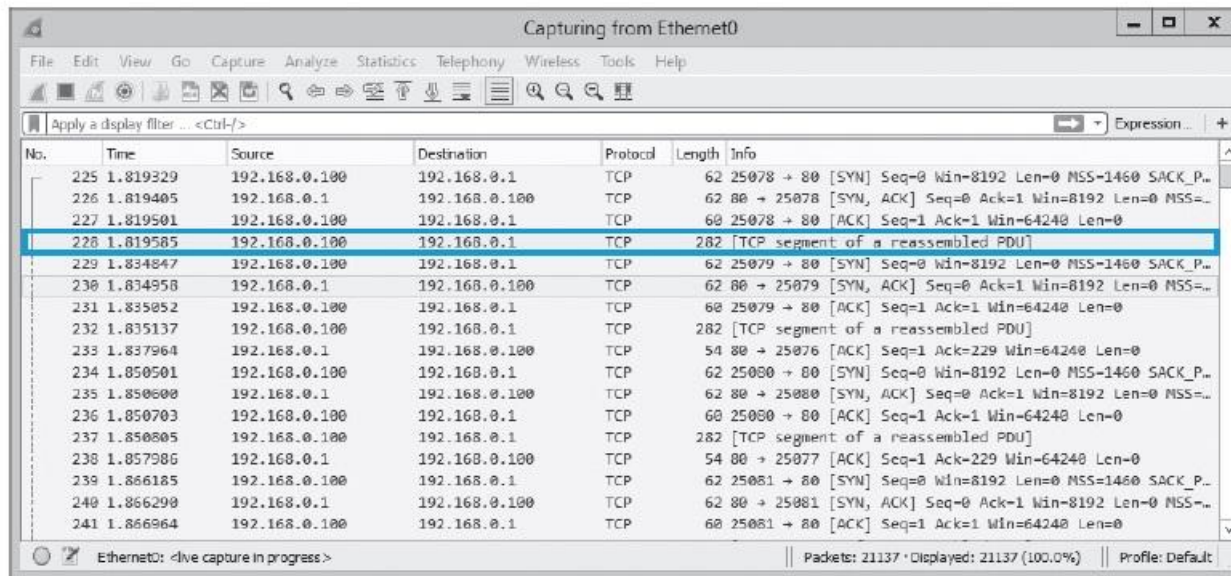 Capturing from Ethernet0
File Edit View Go Capture Analyze Statistics Telephony Wireless Tools Help
Apply a display filter ... <Ctrl-/> Expression... +
No. Time Source Destination Protocol Length Info
225 1.819329 192.168.0.100 192.168.0.1 TCP 62 25078 → 80 [SYN] Seq=0 Win=8192 Len=0 MSS=1460 SACK_P…
226 1.819405 192.168.0.1 192.168.0.100 TCP 62 80 → 25078 [SYN, ACK] Seq=0 Ack=1 Win=8192 Len=0 MSS=…
227 1.819501 192.168.0.100 192.168.0.1 TCP 60 25078 → 80 [ACK] Seq=1 Ack=1 Win=64240 Len=0
228 1.819585 192.168.0.100 192.168.0.1 TCP 282 [TCP segment of a reassembled PDU]
229 1.834847 192.168.0.100 192.168.0.1 TCP 62 25079 → 80 [SYN] Seq=0 Win=8192 Len=0 MSS=1460 SACK_P…
230 1.834958 192.168.0.1 192.168.0.100 TCP 62 80 → 25079 [SYN, ACK] Seq=0 Ack=1 Win=8192 Len=0 MSS=…
231 1.835052 192.168.0.100 192.168.0.1 TCP 60 25079 → 80 [ACK] Seq=1 Ack=1 Win=64240 Len=0
232 1.835137 192.168.0.100 192.168.0.1 TCP 282 [TCP segment of a reassembled PDU]
233 1.837964 192.168.0.1 192.168.0.100 TCP 54 80 → 25076 [ACK] Seq=1 Ack=229 Win=64240 Len=0
234 1.850501 192.168.0.100 192.168.0.1 TCP 62 25080 → 80 [SYN] Seq=0 Win=8192 Len=0 MSS=1460 SACK_P…
235 1.850600 192.168.0.1 192.168.0.100 TCP 62 80 → 25080 [SYN, ACK] Seq=0 Ack=1 Win=8192 Len=0 MSS=…
236 1.850703 192.168.0.100 192.168.0.1 TCP 60 25080 → 80 [ACK] Seq=1 Ack=1 Win=64240 Len=0
237 1.850805 192.168.0.100 192.168.0.1 TCP 282 [TCP segment of a reassembled PDU]
238 1.857986 192.168.0.1 192.168.0.100 TCP 54 80 → 25077 [ACK] Seq=1 Ack=229 Win=64240 Len=0
239 1.866185 192.168.0.100 192.168.0.1 TCP 62 25081 → 80 [SYN] Seq=0 Win=8192 Len=0 MSS=1460 SACK_P…
240 1.866290 192.168.0.1 192.168.0.100 TCP 62 80 → 25081 [SYN, ACK] Seq=0 Ack=1 Win=8192 Len=0 MSS=…
241 1.866964 192.168.0.100 192.168.0.1 TCP 60 25081 → 80 [ACK] Seq=1 Ack=1 Win=64240 Len=0
Ethernet0: <live capture in progress> Packets: 21137 · Displayed: 21137 (100.0%) Profile: Default